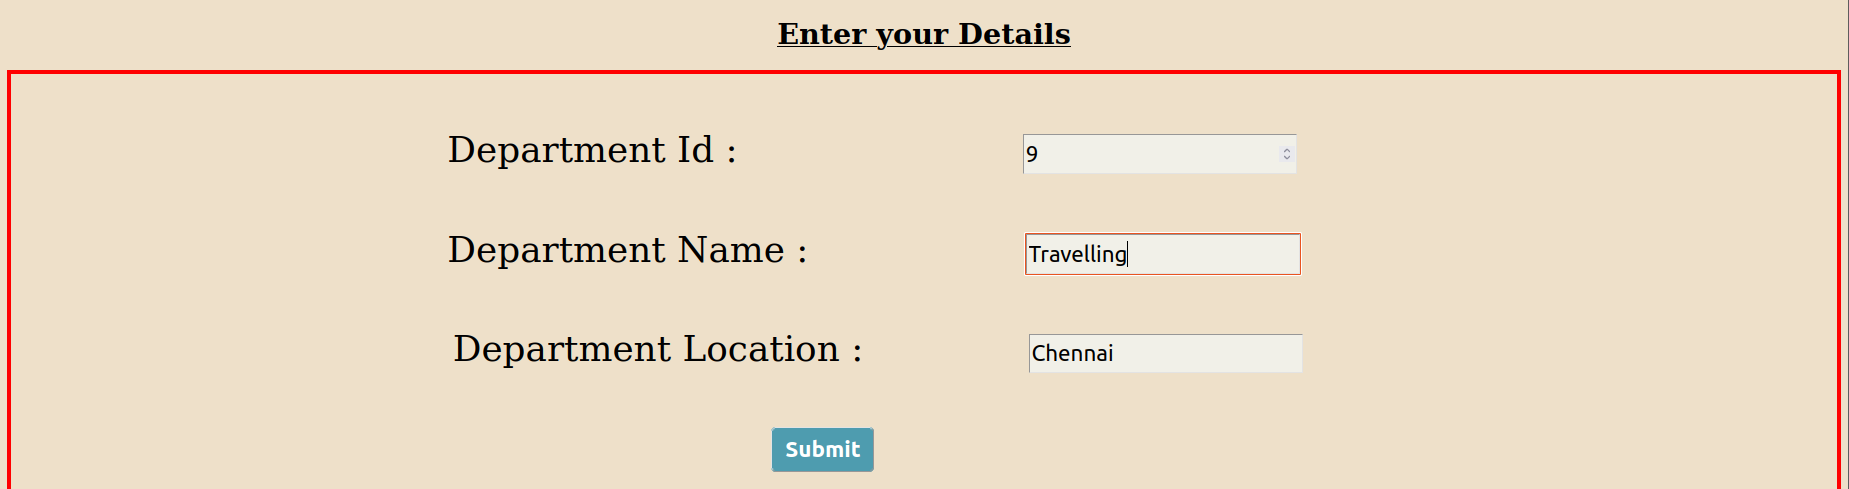 Enter your Details
Department Id : 9
Department Name : Travelling
Department Location : Chennai
Submit